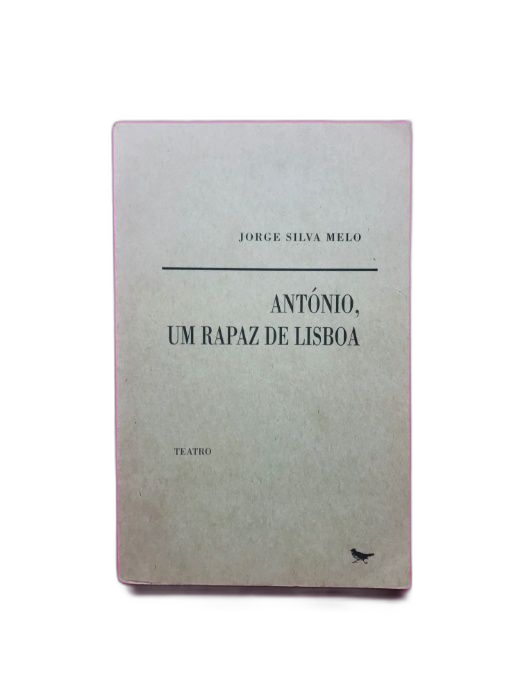 JORGE SILVA MELO
ANTÓNIO,
UM RAPAZ DE LISBOA
TEATRO